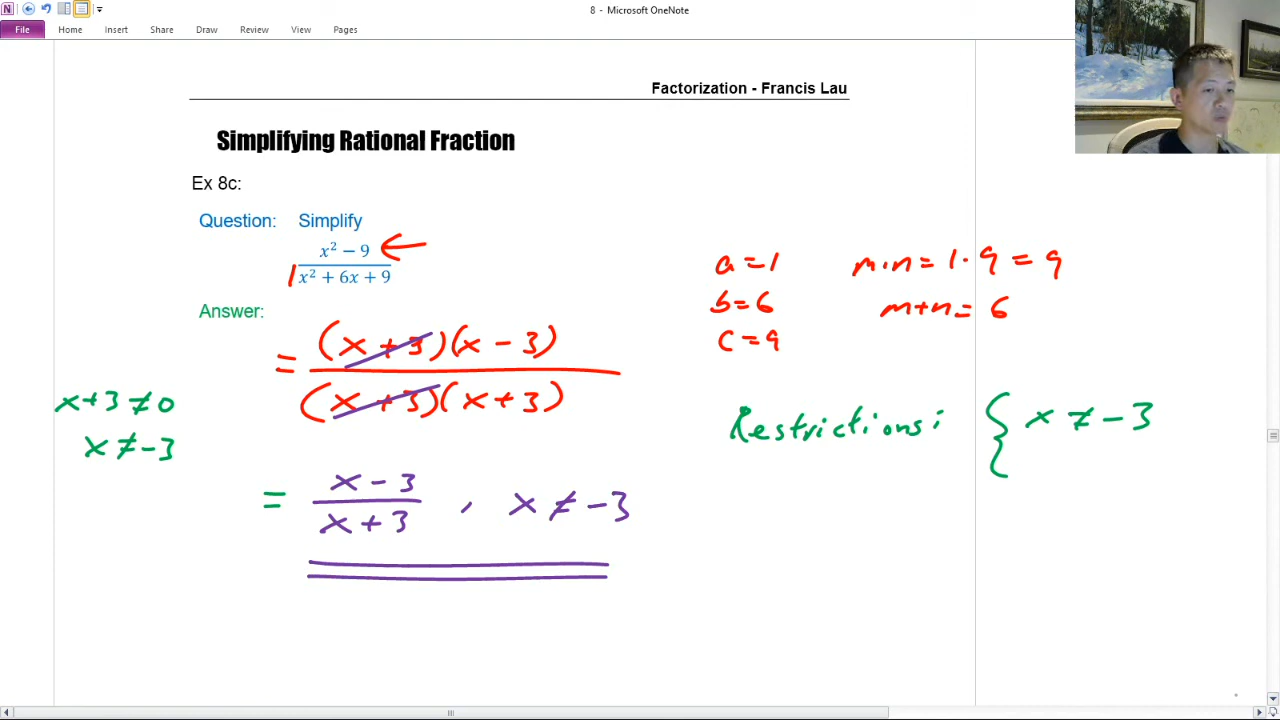 8 - Microsoft OneNote
File Home Insert Share Draw Review View Pages
Factorization - Francis Lau
Simplifying Rational Fraction
Ex 8c:
Question: Simplify
x² − 9
1 x² + 6x + 9
Answer:
a = 1
b = 6
c = 9
m·n = 1·9 = 9
m+n = 6
= (x + 3)(x − 3)
(x + 3)(x + 3)
x+3 ≠ 0
x ≠ −3
Restrictions: { x ≠ −3
= x − 3
x + 3 , x ≠ −3